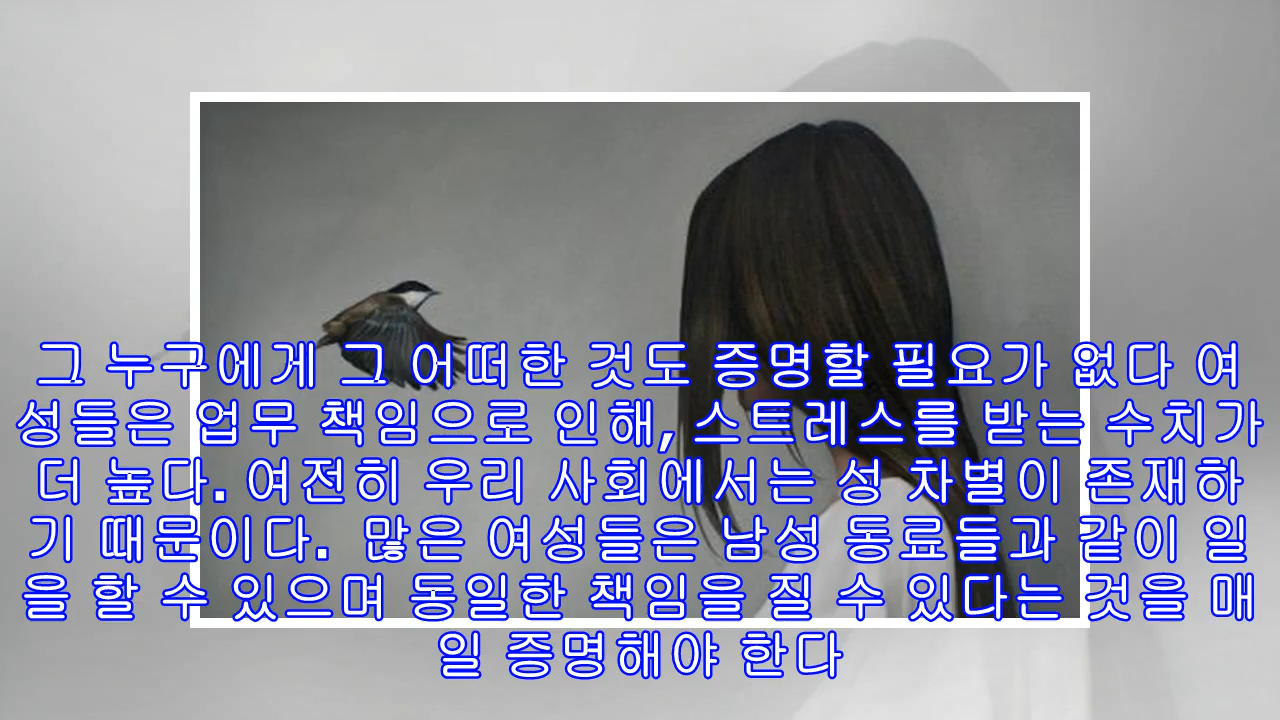 그 누구에게 그 어떠한 것도 증명할 필요가 없다 여
성들은 업무 책임으로 인해, 스트레스를 받는 수치가
더 높다. 여전히 우리 사회에서는 성 차별이 존재하
기 때문이다.  많은 여성들은 남성 동료들과 같이 일
을 할 수 있으며 동일한 책임을 질 수 있다는 것을 매
일 증명해야 한다